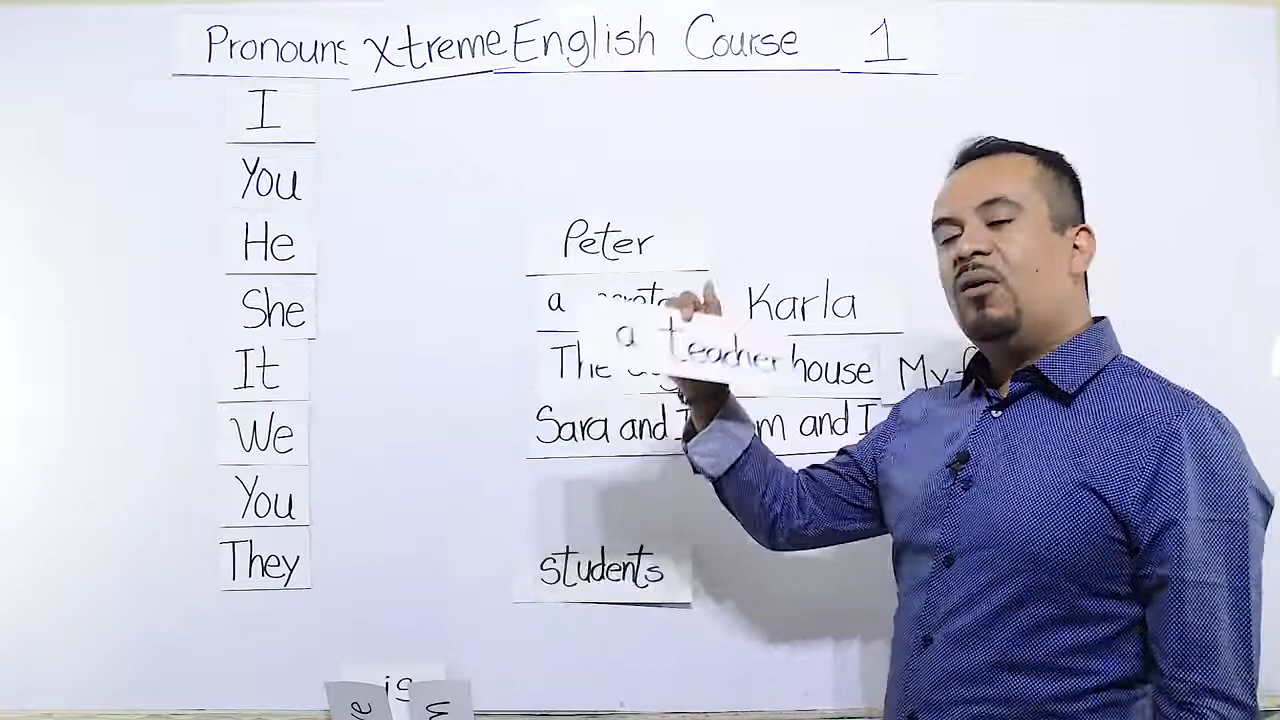 Pronouns Xtreme English Course 1
I
You
He Peter
She a Karla
a teacher
It The house My
We Sara and I and I
You
They students
is